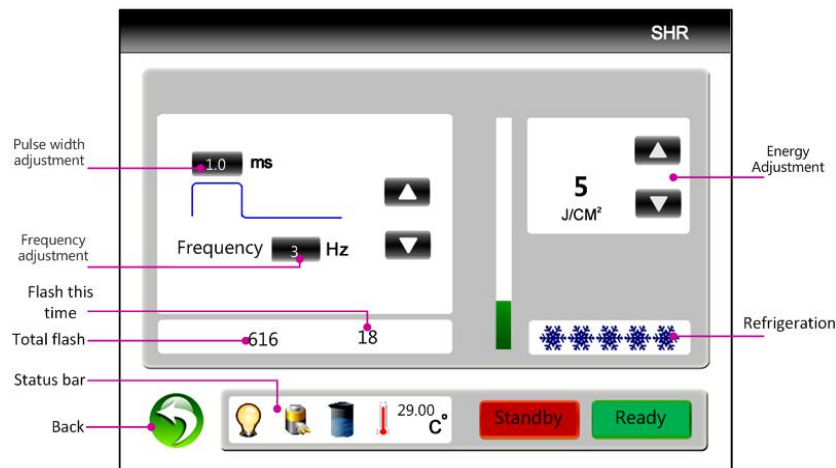 SHR
Pulse width
adjustment
1.0 ms
Energy
Adjustment
5
J/CM²
Frequency
adjustment
Frequency 3 Hz
Flash this
time
Total flash
616 18
Refrigeration
Status bar
29.00
C°
Standby
Ready
Back